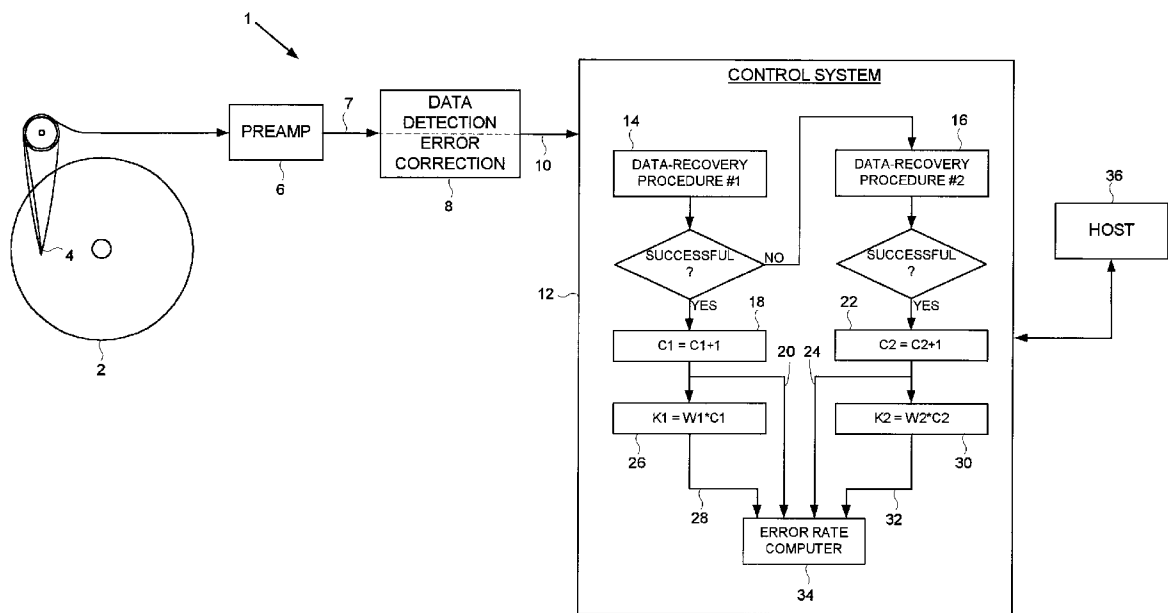 1
CONTROL SYSTEM
PREAMP
6
7
DATA
DETECTION
ERROR
CORRECTION
8
10
4
2
12
14
DATA-RECOVERY
PROCEDURE #1
16
DATA-RECOVERY
PROCEDURE #2
SUCCESSFUL
?
NO
YES
SUCCESSFUL
?
YES
18
C1 = C1+1
20
22
C2 = C2+1
24
K1 = W1*C1
26
K2 = W2*C2
30
28
32
ERROR RATE
COMPUTER
34
36
HOST